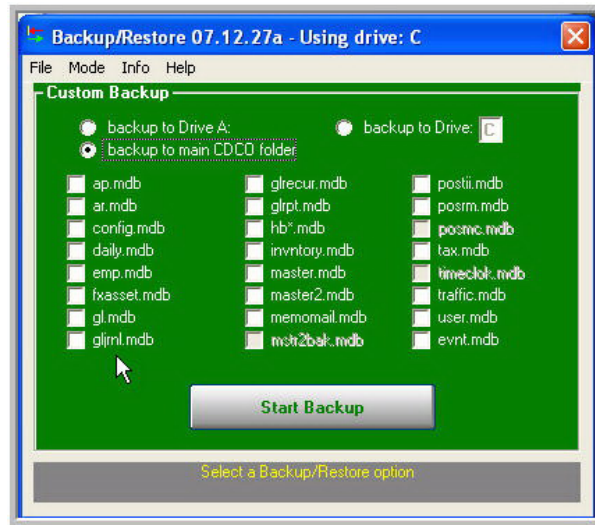 Backup/Restore 07.12.27a - Using drive: C
File Mode Info Help
Custom Backup
backup to Drive A:
backup to Drive: C
backup to main CDCO folder
ap.mdb glrecur.mdb postii.mdb
ar.mdb glrpt.mdb posrm.mdb
config.mdb hb*.mdb posmc.mdb
daily.mdb invntory.mdb tax.mdb
emp.mdb master.mdb timeclok.mdb
fxasset.mdb master2.mdb traffic.mdb
gl.mdb memomail.mdb user.mdb
gljrnl.mdb mstr2bak.mdb evnt.mdb
Start Backup
Select a Backup/Restore option